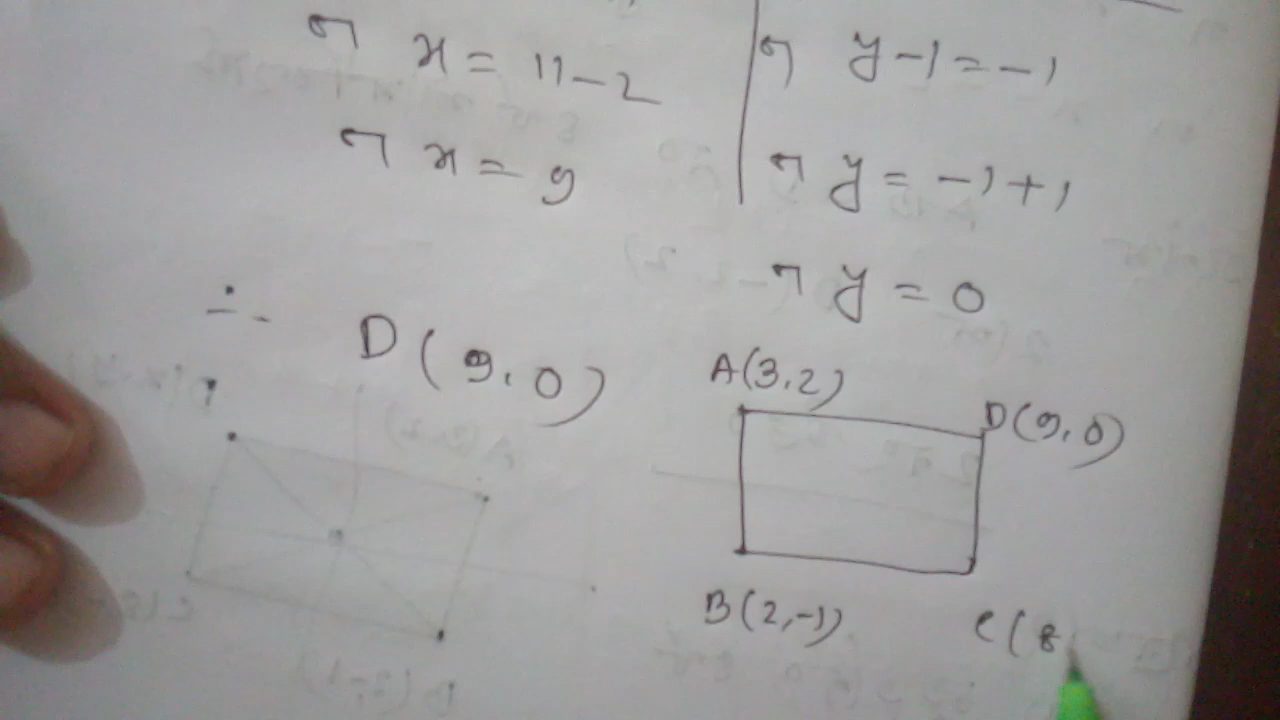 বা x = 11-2
বা x = 9
বা y-1 = -1
বা y = -1+1
বা y = 0
∴ D(9,0)
A(3,2)
D(9,0)
B(2,-1)
C(8